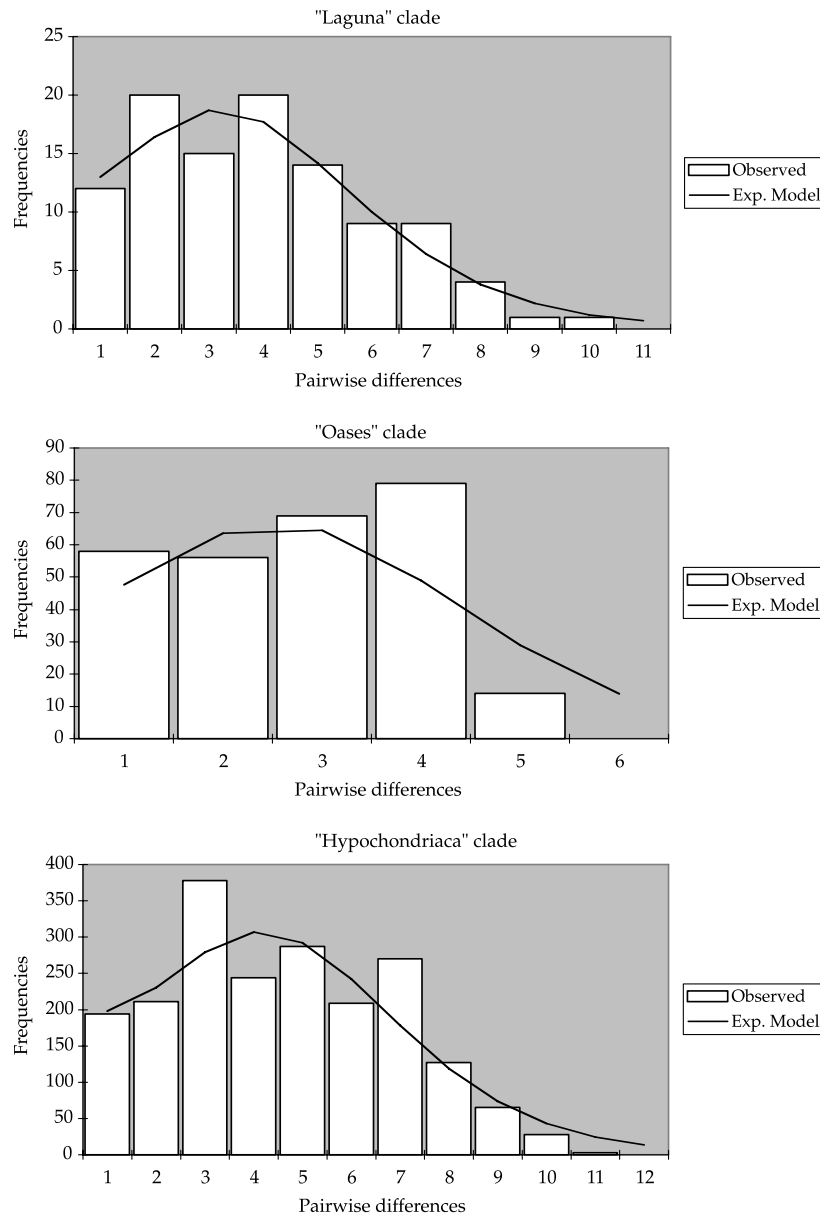 "Laguna" clade
25
20
15
10
5
0
Frequencies
1 2 3 4 5 6 7 8 9 10 11
Pairwise differences
Observed
Exp. Model
"Oases" clade
90
80
70
60
50
40
30
20
10
0
Frequencies
1 2 3 4 5 6
Pairwise differences
Observed
Exp. Model
"Hypochondriaca" clade
400
350
300
250
200
150
100
50
0
Frequencies
1 2 3 4 5 6 7 8 9 10 11 12
Pairwise differences
Observed
Exp. Model